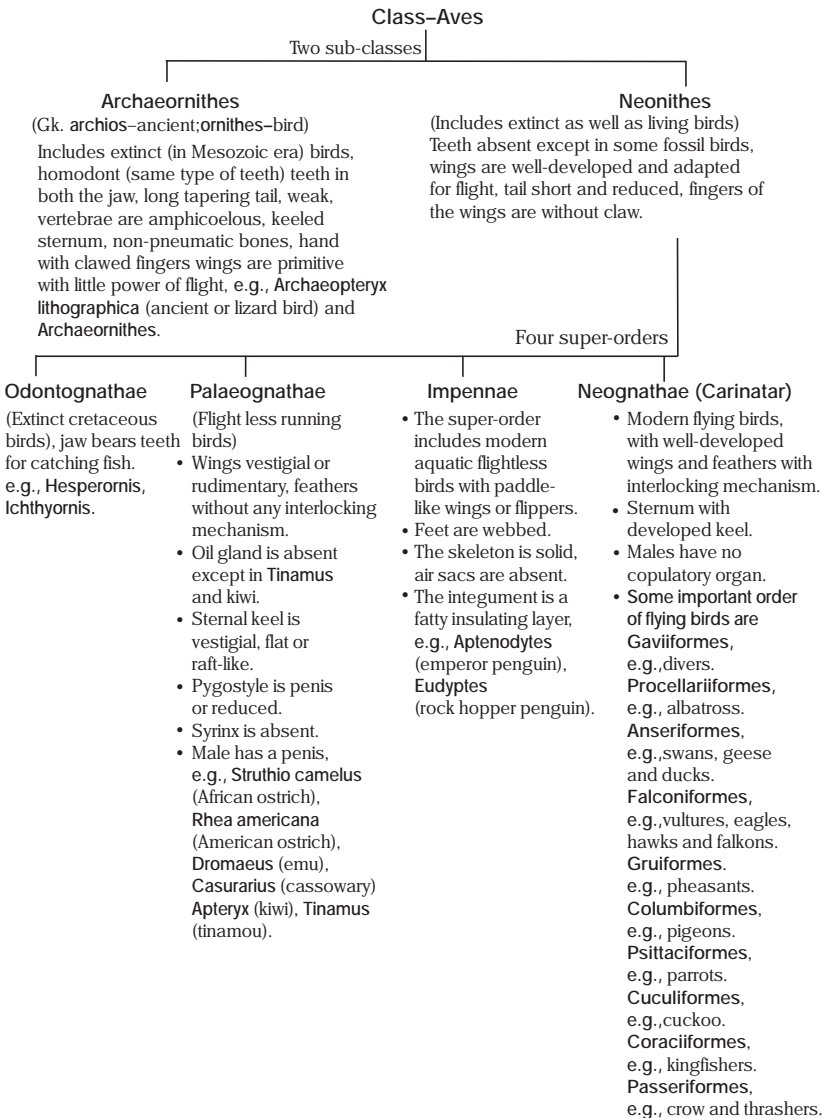 Class–Aves
Two sub-classes
Archaeornithes
(Gk. archios–ancient;ornithes–bird)
Includes extinct (in Mesozoic era) birds,
homodont (same type of teeth) teeth in
both the jaw, long tapering tail, weak,
vertebrae are amphicoelous, keeled
sternum, non-pneumatic bones, hand
with clawed fingers wings are primitive
with little power of flight, e.g., Archaeopteryx
lithographica (ancient or lizard bird) and
Archaeornithes.
Neonithes
(Includes extinct as well as living birds)
Teeth absent except in some fossil birds,
wings are well-developed and adapted
for flight, tail short and reduced, fingers of
the wings are without claw.
Four super-orders
Odontognathae
(Extinct cretaceous
birds), jaw bears teeth
for catching fish.
e.g., Hesperornis,
Ichthyornis.
Palaeognathae
(Flight less running
birds)
• Wings vestigial or
rudimentary, feathers
without any interlocking
mechanism.
• Oil gland is absent
except in Tinamus
and kiwi.
• Sternal keel is
vestigial, flat or
raft-like.
• Pygostyle is penis
or reduced.
• Syrinx is absent.
• Male has a penis,
e.g., Struthio camelus
(African ostrich),
Rhea americana
(American ostrich),
Dromaeus (emu),
Casurarius (cassowary)
Apteryx (kiwi), Tinamus
(tinamou).
Impennae
• The super-order
includes modern
aquatic flightless
birds with paddle-
like wings or flippers.
• Feet are webbed.
• The skeleton is solid,
air sacs are absent.
• The integument is a
fatty insulating layer,
e.g., Aptenodytes
(emperor penguin),
Eudyptes
(rock hopper penguin).
Neognathae (Carinatar)
• Modern flying birds,
with well-developed
wings and feathers with
interlocking mechanism.
• Sternum with
developed keel.
• Males have no
copulatory organ.
• Some important order
of flying birds are
Gaviiformes,
e.g.,divers.
Procellariiformes,
e.g., albatross.
Anseriformes,
e.g.,swans, geese
and ducks.
Falconiformes,
e.g.,vultures, eagles,
hawks and falkons.
Gruiformes.
e.g., pheasants.
Columbiformes,
e.g., pigeons.
Psittaciformes,
e.g., parrots.
Cuculiformes,
e.g.,cuckoo.
Coraciiformes,
e.g., kingfishers.
Passeriformes,
e.g., crow and thrashers.